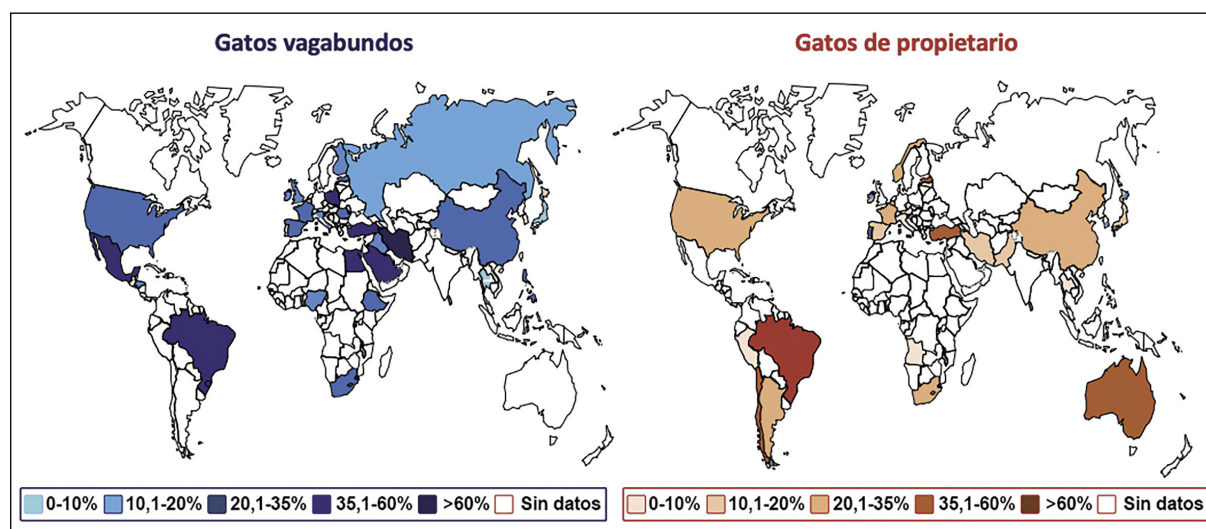 Gatos vagabundos
Gatos de propietario
0-10% 10,1-20% 20,1-35% 35,1-60% >60% Sin datos
0-10% 10,1-20% 20,1-35% 35,1-60% >60% Sin datos